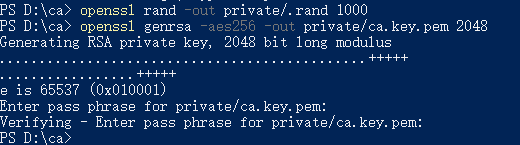 PS D:\ca> openssl rand -out private/.rand 1000
PS D:\ca> openssl genrsa -aes256 -out private/ca.key.pem 2048
Generating RSA private key, 2048 bit long modulus
..............................................+++++
.................+++++
e is 65537 (0x010001)
Enter pass phrase for private/ca.key.pem:
Verifying - Enter pass phrase for private/ca.key.pem:
PS D:\ca>